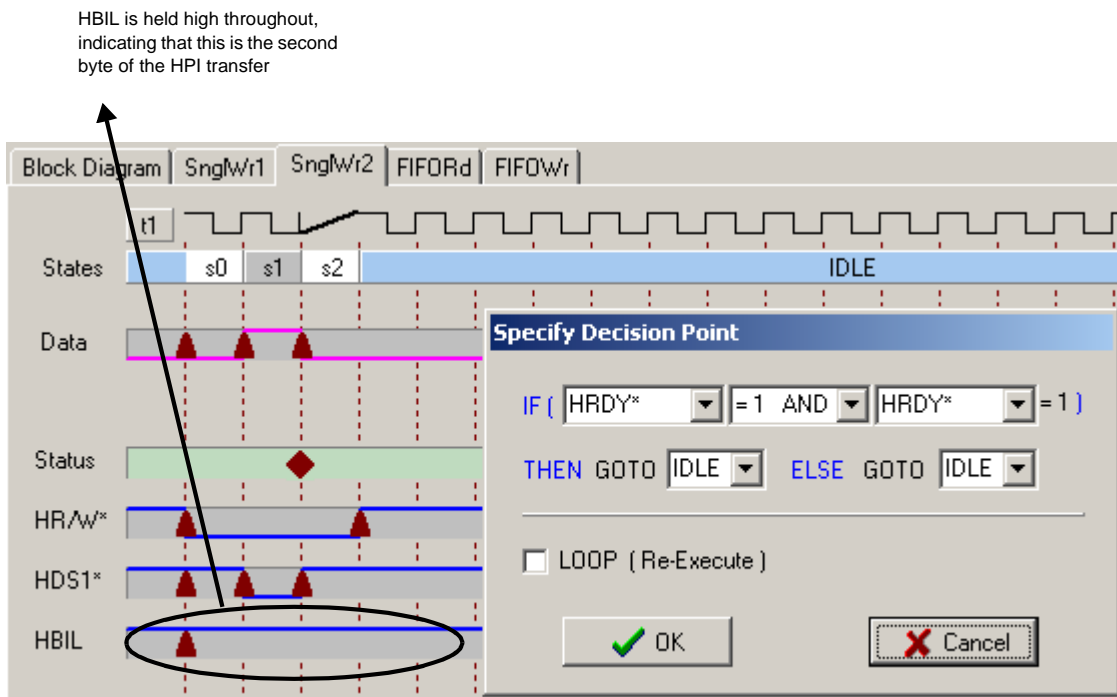 HBIL is held high throughout,
indicating that this is the second
byte of the HPI transfer
Block Diagram SnglWr1 SnglWr2 FIFORd FIFOWr
t1
States s0 s1 s2 IDLE
Data
Specify Decision Point
IF ( HRDY* = 1 AND HRDY* = 1 )
Status
THEN GOTO IDLE ELSE GOTO IDLE
HR/W*
LOOP ( Re-Execute )
HDS1*
HBIL
OK Cancel